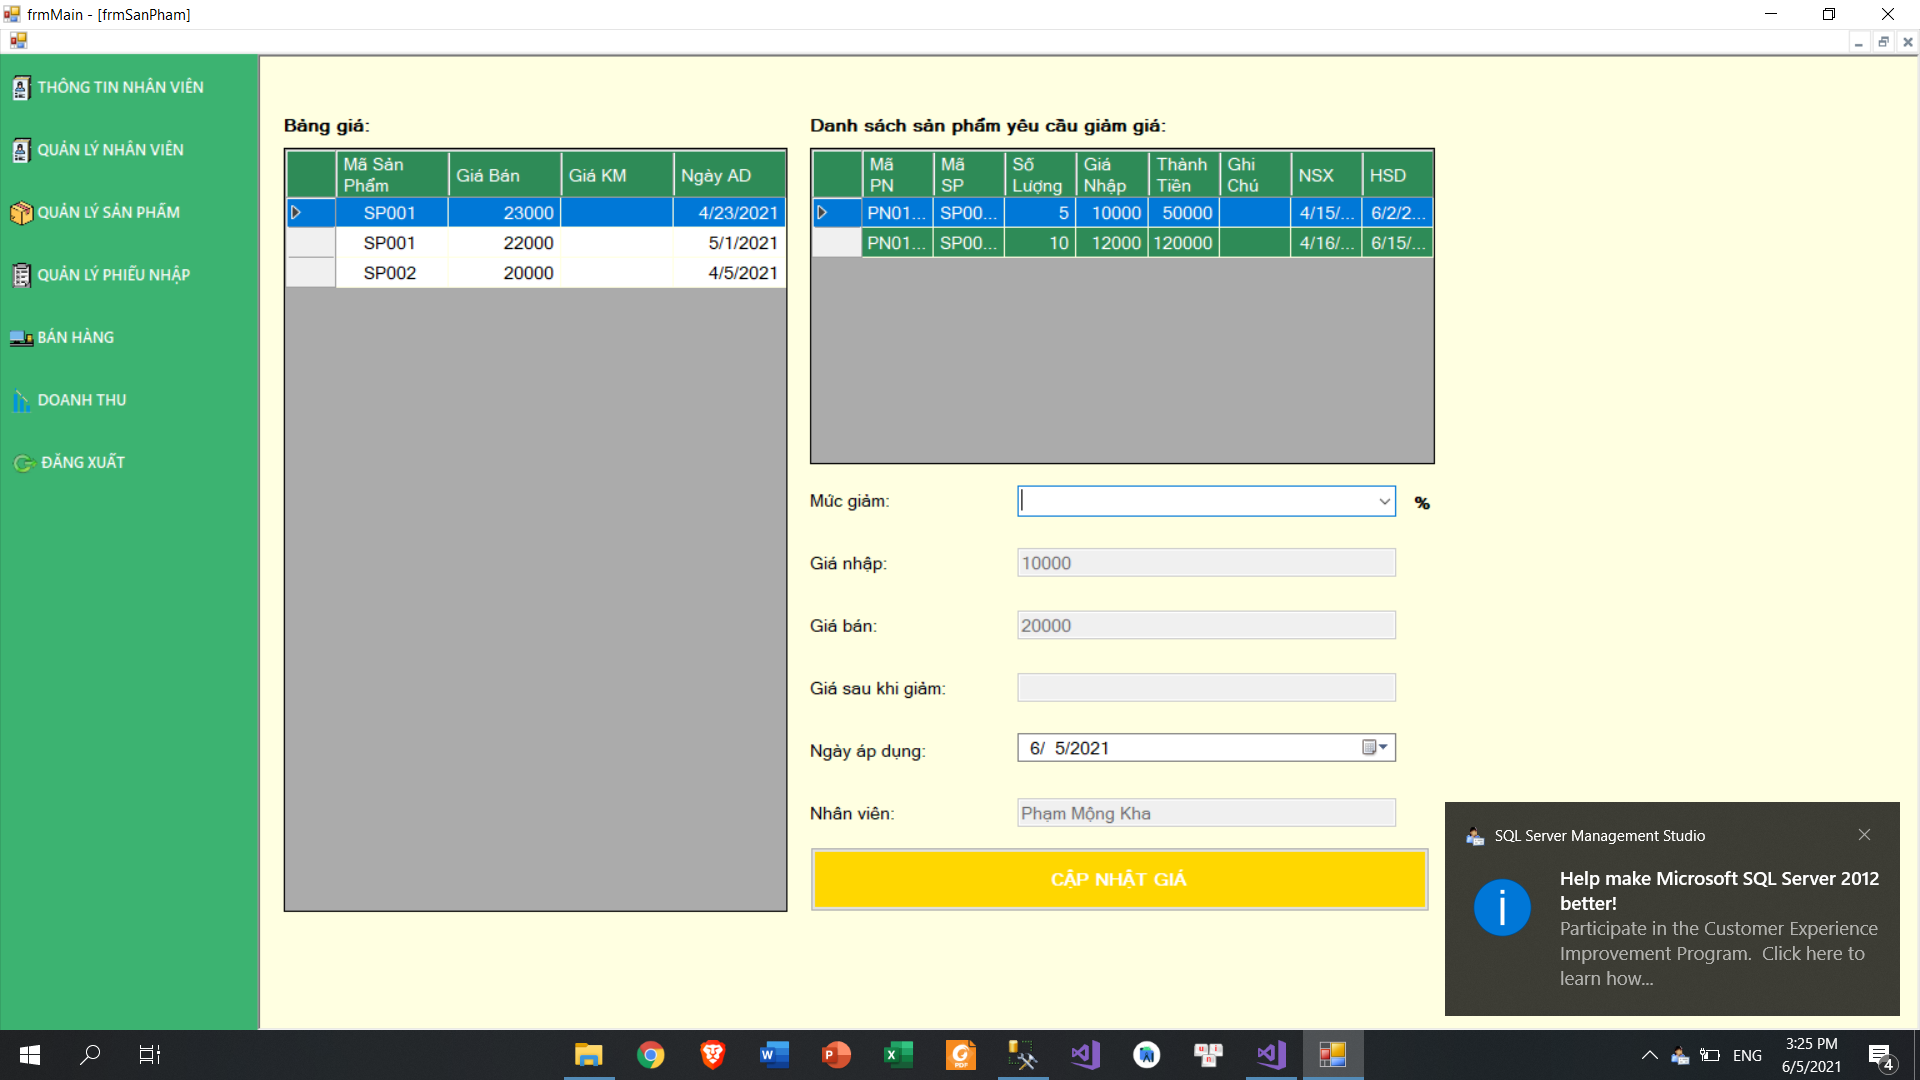 frmMain - [frmSanPham]
THÔNG TIN NHÂN VIÊN
QUẢN LÝ NHÂN VIÊN
QUẢN LÝ SẢN PHẨM
QUẢN LÝ PHIẾU NHẬP
BÁN HÀNG
DOANH THU
ĐĂNG XUẤT
Bảng giá:
Mã Sản Phẩm Giá Bán Giá KM Ngày AD
SP001 23000 4/23/2021
SP001 22000 5/1/2021
SP002 20000 4/5/2021
Danh sách sản phẩm yêu cầu giảm giá:
Mã PN Mã SP Số Lượng Giá Nhập Thành Tiền Ghi Chú NSX HSD
PN01... SP00... 5 10000 50000 4/15/... 6/2/2...
PN01... SP00... 10 12000 120000 4/16/... 6/15/...
Mức giảm: %
Giá nhập: 10000
Giá bán: 20000
Giá sau khi giảm:
Ngày áp dụng: 6/ 5/2021
Nhân viên: Phạm Mộng Kha
CẬP NHẬT GIÁ
SQL Server Management Studio
Help make Microsoft SQL Server 2012
better!
Participate in the Customer Experience
Improvement Program. Click here to
learn how...
ENG
3:25 PM
6/5/2021
4